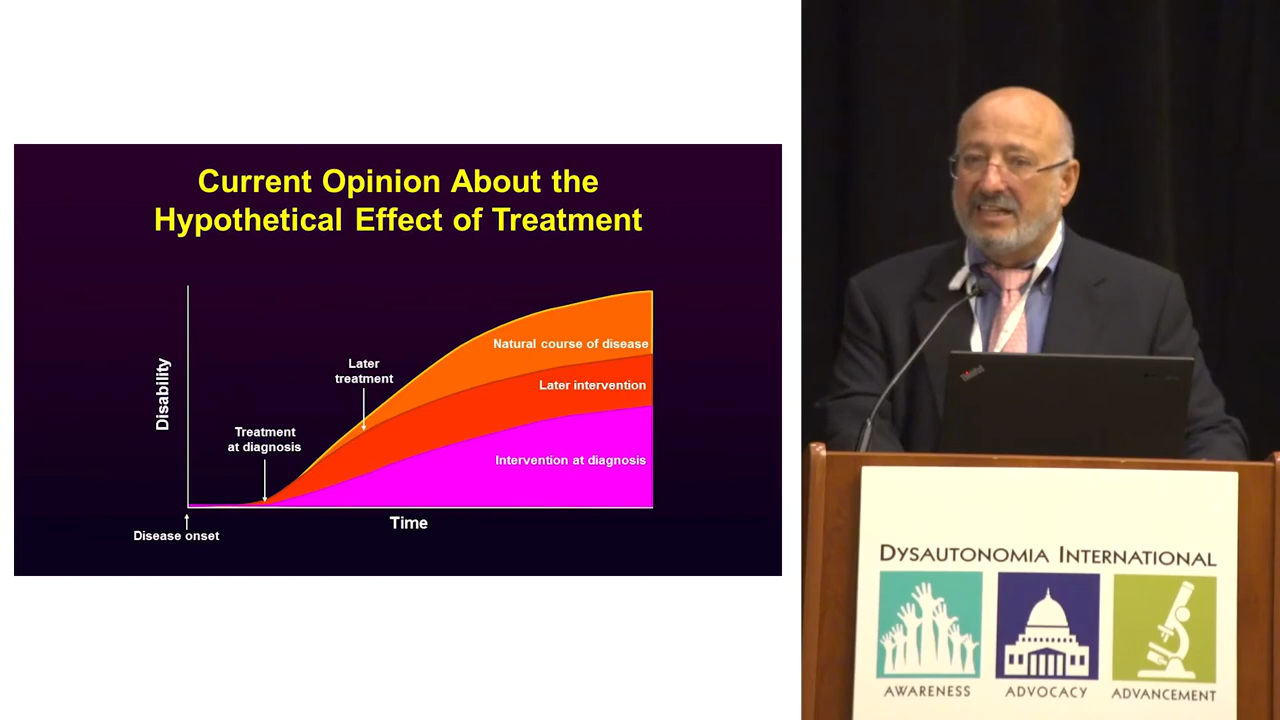 Current Opinion About the
Hypothetical Effect of Treatment
Disability
Later
treatment
Treatment
at diagnosis
Natural course of disease
Later intervention
Intervention at diagnosis
Time
Disease onset
ThinkPad
DYSAUTONOMIA INTERNATIONAL
AWARENESS
ADVOCACY
ADVANCEMENT